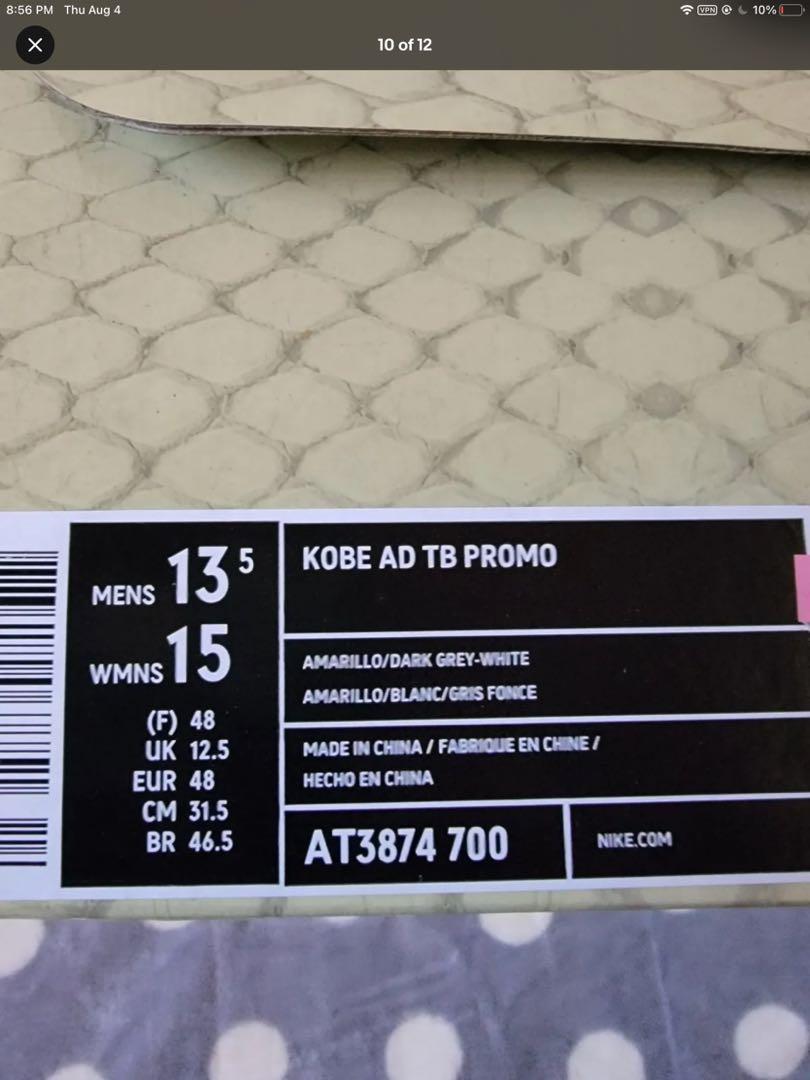 8:56 PM Thu Aug 4
VPN
10%
10 of 12
MENS 13 5
WMNS 15
(F) 48
UK 12.5
EUR 48
CM 31.5
BR 46.5
KOBE AD TB PROMO
AMARILLO/DARK GREY-WHITE
AMARILLO/BLANC/GRIS FONCE
MADE IN CHINA / FABRIQUE EN CHINE /
HECHO EN CHINA
AT3874 700
NIKE.COM